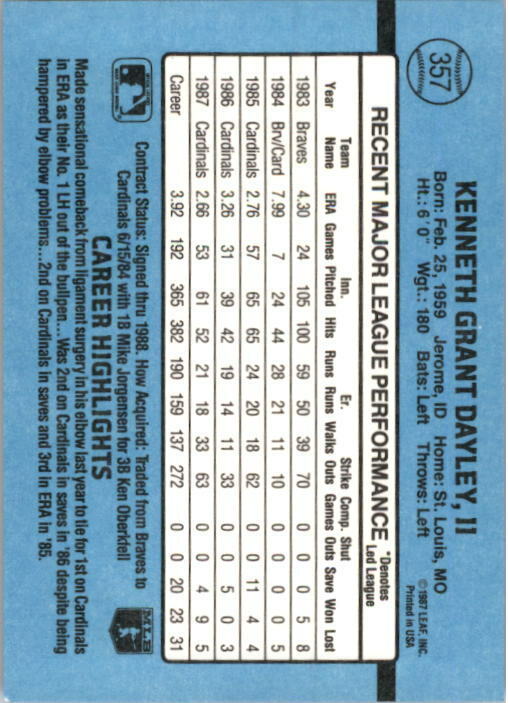 357
KENNETH GRANT DAYLEY, II
©1987 LEAF, INC.
Printed in USA
Born: Feb. 25, 1959 Jerome, ID Home: St. Louis, MO
Ht.: 6'0" Wgt.: 180 Bats: Left Throws: Left
RECENT MAJOR LEAGUE PERFORMANCE *Denotes Led League
Team Inn. Er. Strike Comp. Shut
Year Name ERA Games Pitched Hits Runs Runs Walks Outs Games Outs Save Won Lost
1983 Braves 4.30 24 105 100 59 50 39 70 0 0 0 5 8
1984 Brv/Card 7.99 7 24 44 28 21 11 10 0 0 0 0 5
1985 Cardinals 2.76 57 65 65 24 20 18 62 0 0 11 4 4
1986 Cardinals 3.26 31 39 42 19 14 11 33 0 0 5 0 3
1987 Cardinals 2.66 53 61 52 21 18 33 63 0 0 4 9 5
Career 3.92 192 365 382 190 159 137 272 0 0 20 23 31
Contract Status: Signed thru 1988. How Acquired: Traded from Braves to
Cardinals 6/15/84 with 1B Mike Jorgensen for 3B Ken Oberkfell
MLB
CAREER HIGHLIGHTS
Made sensational comeback from ligament surgery in his elbow last year to tie for 1st on Cardinals
in ERA as their No. 1 LH out of the bullpen... Was 2nd on Cardinals in saves in '86 despite being
hampered by elbow problems... 2nd on Cardinals in saves and 3rd in ERA in '85.